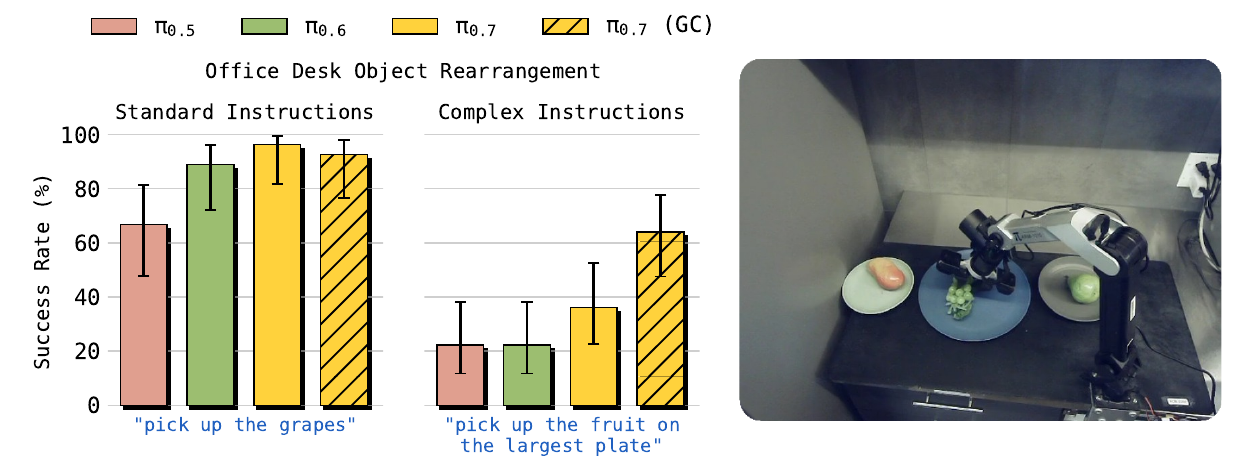 π0.5 π0.6 π0.7 π0.7 (GC)
Office Desk Object Rearrangement
Standard Instructions
Complex Instructions
Success Rate (%)
100
80
60
40
20
0
"pick up the grapes"
"pick up the fruit on
the largest plate"